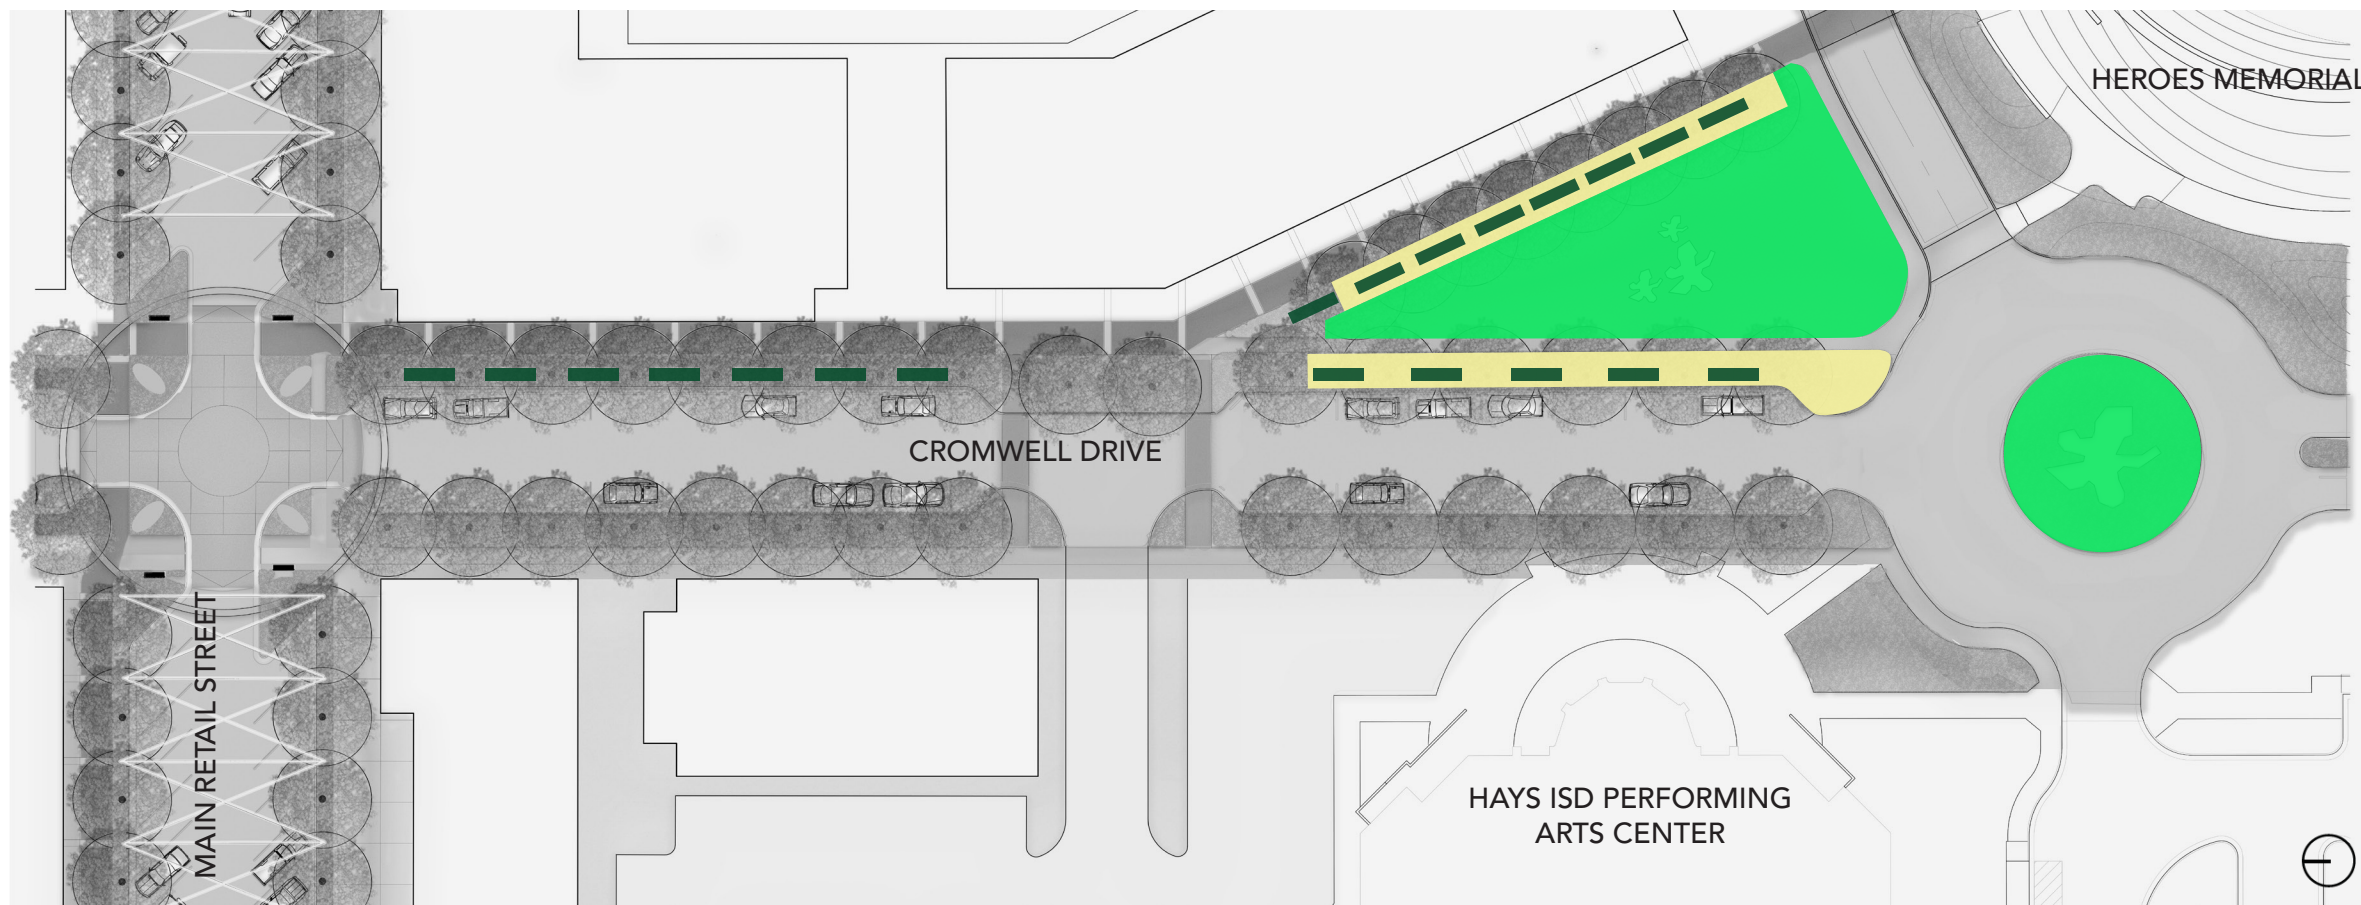 HEROES MEMORIAL
CROMWELL DRIVE
MAIN RETAIL STREET
HAYS ISD PERFORMING
ARTS CENTER